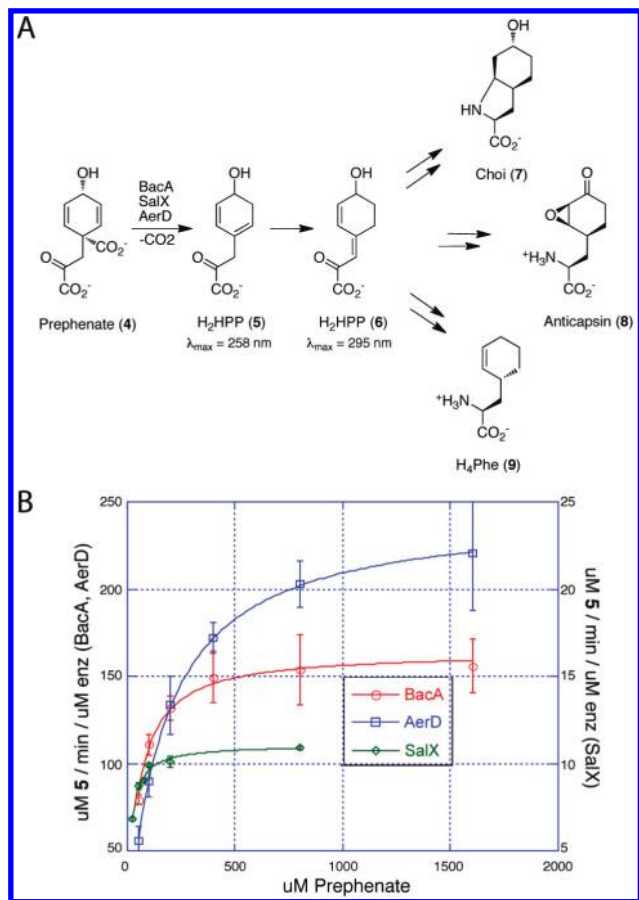 A
OH
HN
CO₂⁻
Choi (7)
OH
CO₂⁻
O
CO₂⁻
Prephenate (4)
BacA
SalX
AerD
-CO2
OH
O
CO₂⁻
H₂HPP (5)
λmax = 258 nm
OH
O
CO₂⁻
H₂HPP (6)
λmax = 295 nm
O
O
⁺H₃N
CO₂⁻
Anticapsin (8)
⁺H₃N
CO₂⁻
H₄Phe (9)
B
uM 5 / min / uM enz (BacA, AerD)
250
200
150
100
50
25
20
15
10
5
uM 5 / min / uM enz (SalX)
BacA
AerD
SalX
0
500
1000
1500
2000
uM Prephenate